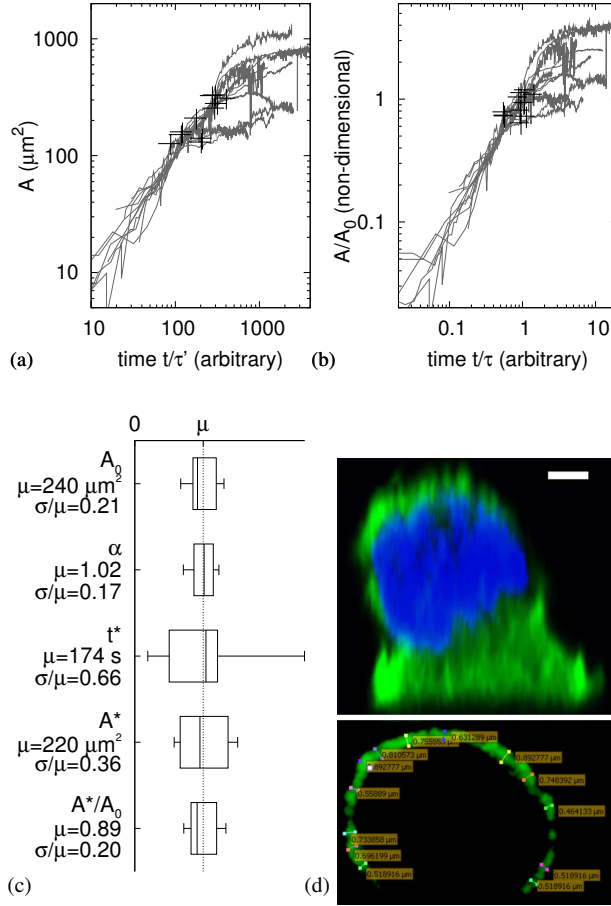 1000
100
10
A (μm²)
10
100
1000
time t/τ' (arbitrary)
(a)
1
0.1
A/A₀ (non-dimensional)
0.1
1
10
time t/τ (arbitrary)
(b)
0
μ
A₀
μ=240 μm²
σ/μ=0.21
α
μ=1.02
σ/μ=0.17
t*
μ=174 s
σ/μ=0.66
A*
μ=220 μm²
σ/μ=0.36
A*/A₀
μ=0.89
σ/μ=0.20
(c)
0.631289 μm
0.755593 μm
0.810573 μm
0.892777 μm
0.892777 μm
0.748392 μm
0.55889 μm
0.464133 μm
0.733858 μm
0.696199 μm
0.518916 μm
0.518916 μm
0.518916 μm
(d)